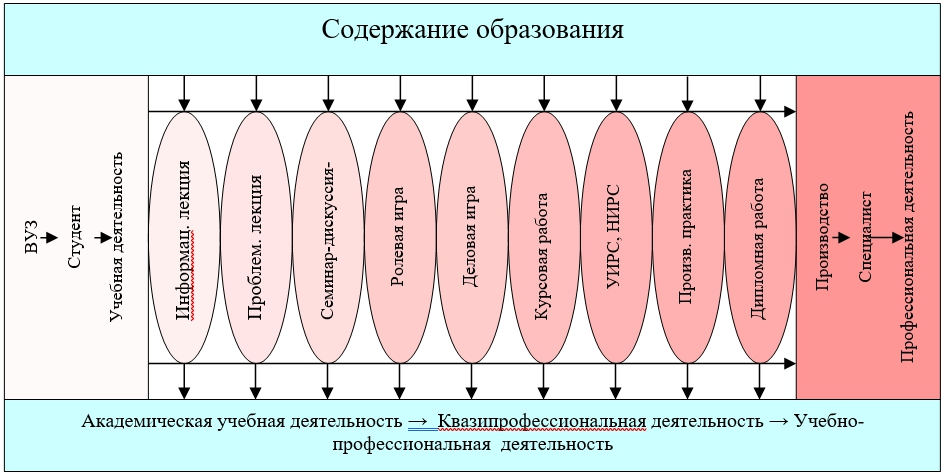 Содержание образования
ВУЗ
Студент
Учебная деятельность
Информац. лекция
Проблем. лекция
Семинар-дискуссия-
Ролевая игра
Деловая игра
Курсовая работа
УИРС, НИРС
Произв. практика
Дипломная работа
Производство
Специалист
Профессиональная деятельность
Академическая учебная деятельность → Квазипрофессиональная деятельность → Учебно-
профессиональная деятельность